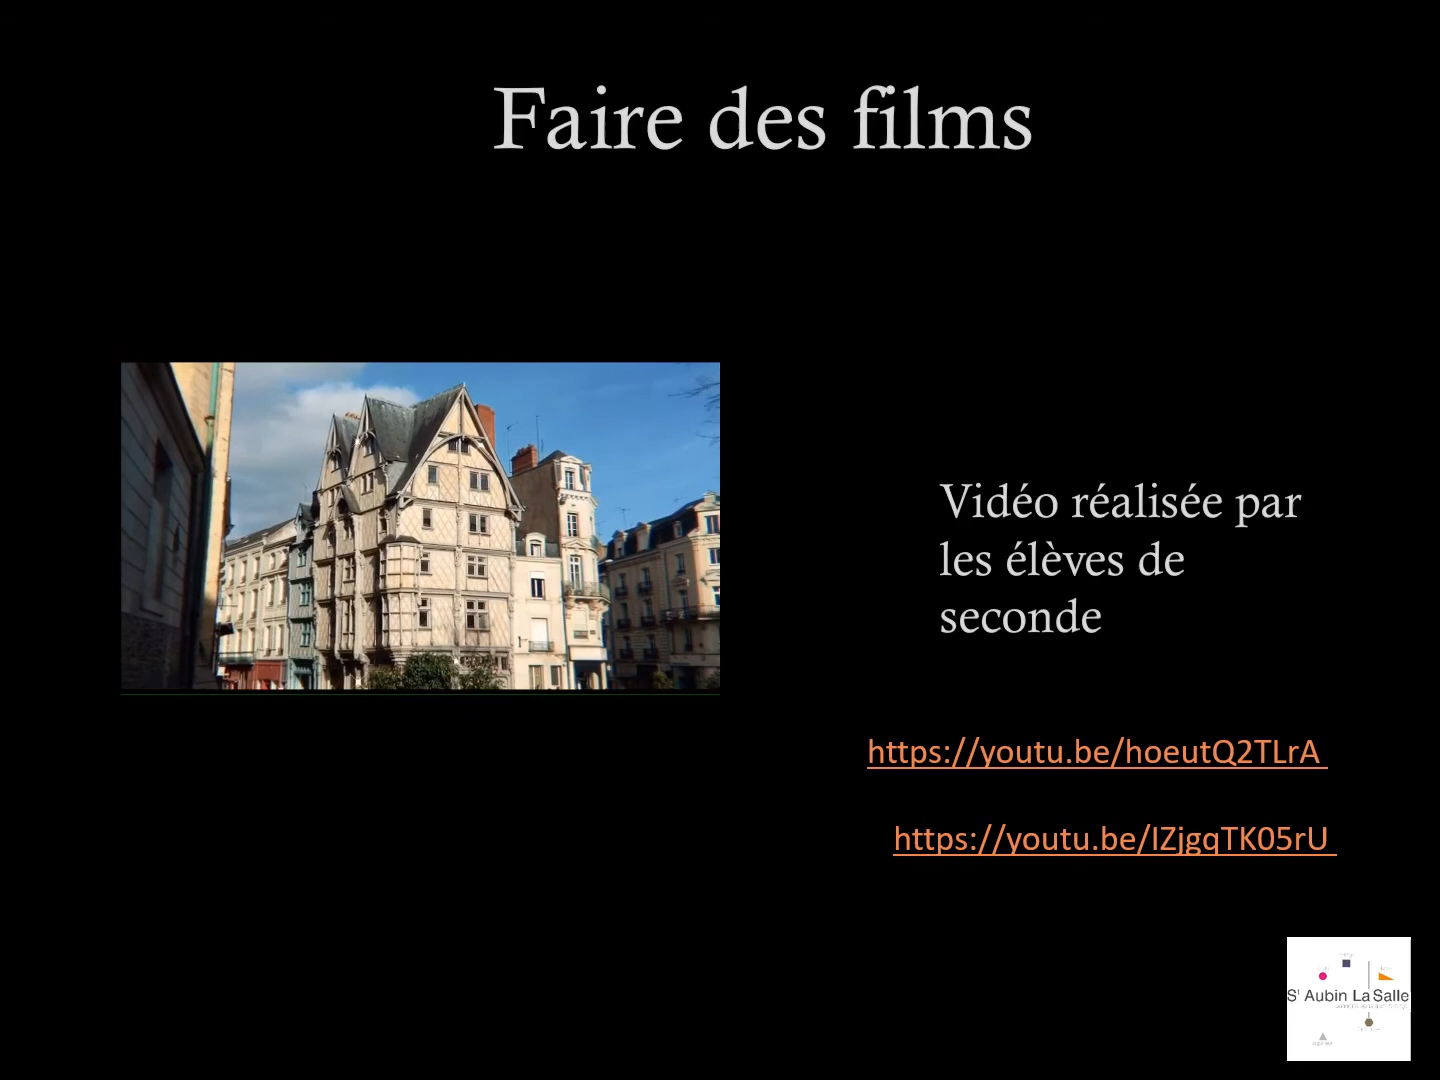 Faire des films
Vidéo réalisée par
les élèves de
seconde
https://youtu.be/hoeutQ2TLrA
https://youtu.be/lZjgqTK05rU
St Aubin La Salle